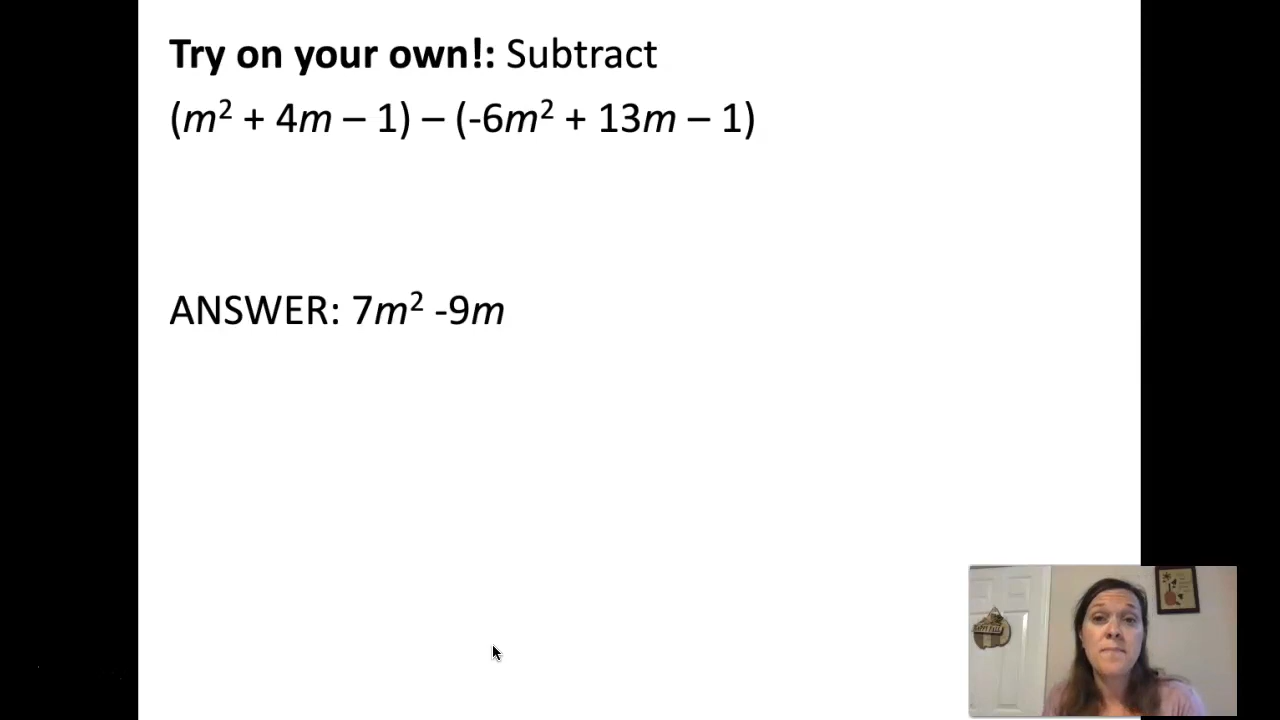 Try on your own!: Subtract
(m² + 4m – 1) – (-6m² + 13m – 1)
ANSWER: 7m² -9m